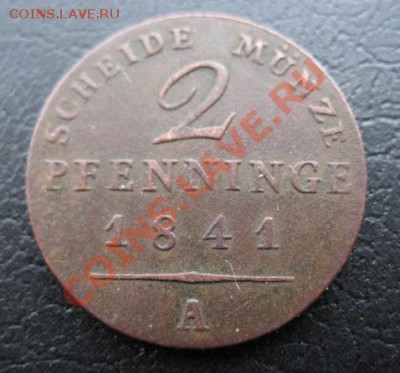 COINS.LAVE.RU
SCHEIDE MÜNZE
2
PFENNINGE
1841
A
COINS.LAVE.RU